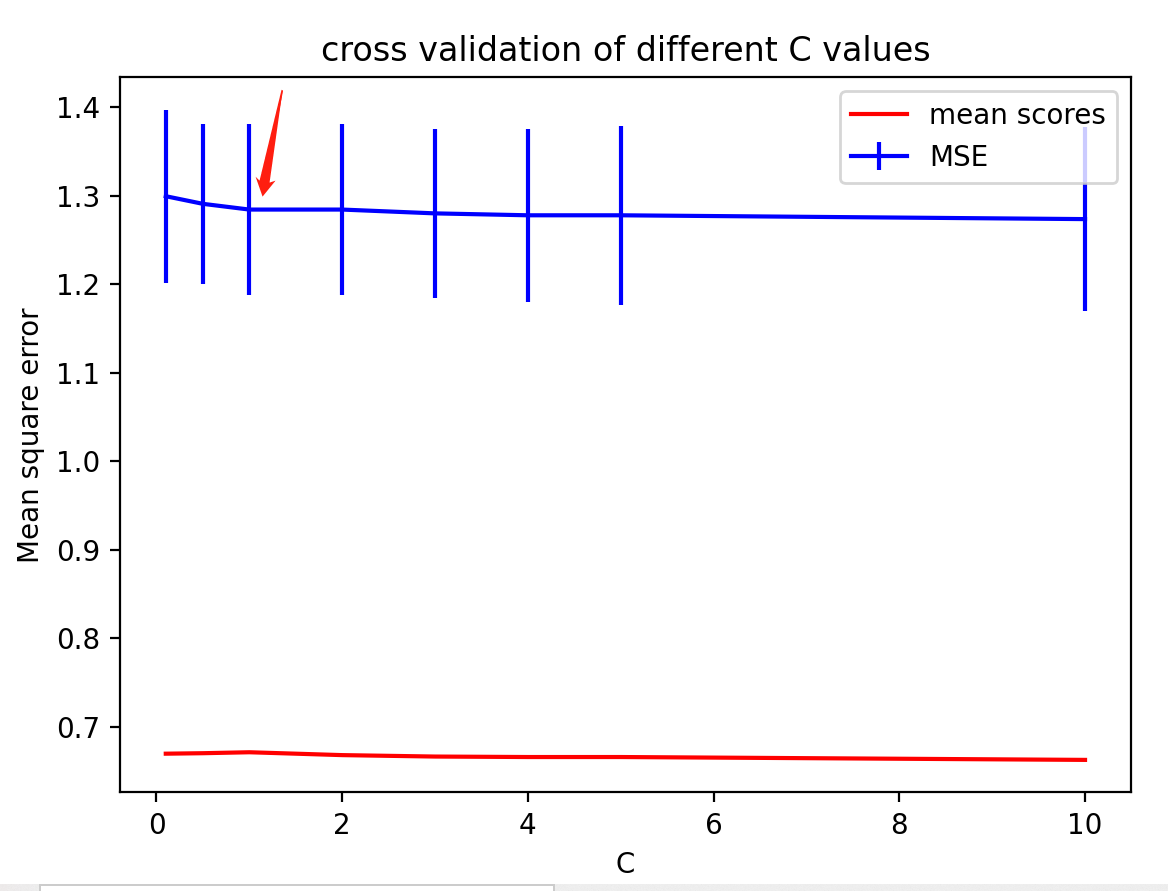 cross validation of different C values
mean scores
MSE
Mean square error
1.4
1.3
1.2
1.1
1.0
0.9
0.8
0.7
0
2
4
6
8
10
C